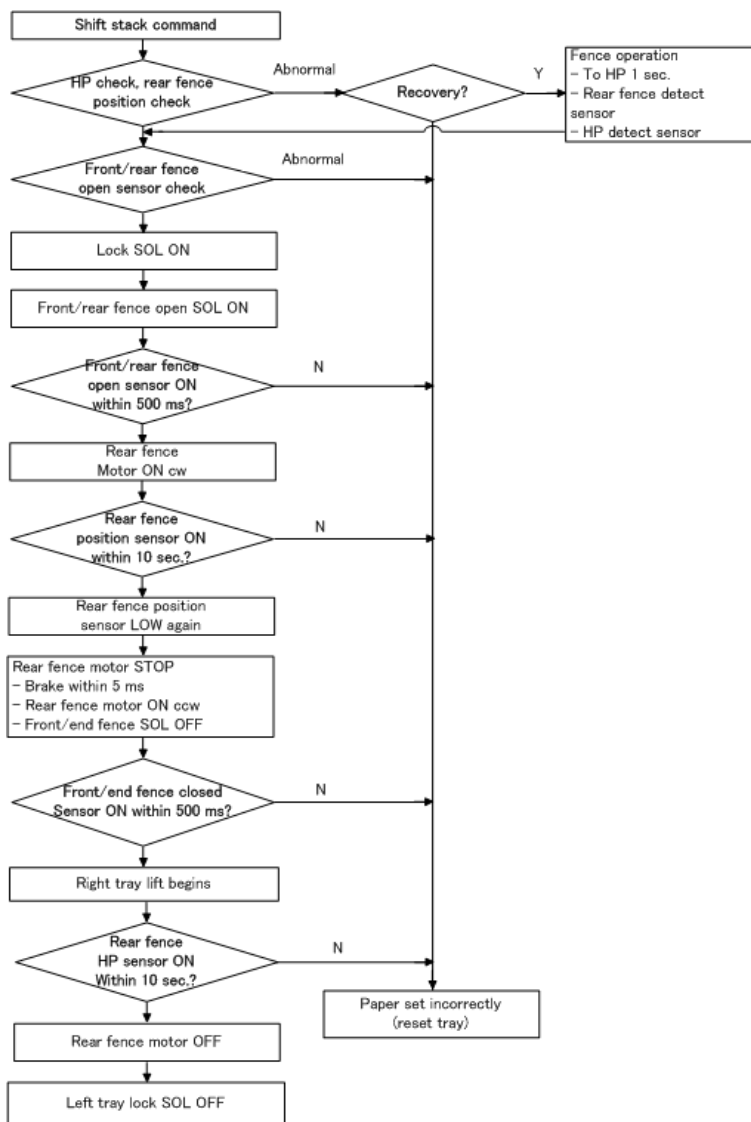 Shift stack command
HP check, rear fence
position check
Abnormal
Recovery?
Y
Fence operation
- To HP 1 sec.
- Rear fence detect
sensor
- HP detect sensor
Front/rear fence
open sensor check
Abnormal
Lock SOL ON
Front/rear fence open SOL ON
Front/rear fence
open sensor ON
within 500 ms?
N
Rear fence
Motor ON cw
Rear fence
position sensor ON
within 10 sec.?
N
Rear fence position
sensor LOW again
Rear fence motor STOP
- Brake within 5 ms
- Rear fence motor ON ccw
- Front/end fence SOL OFF
Front/end fence closed
Sensor ON within 500 ms?
N
Right tray lift begins
Rear fence
HP sensor ON
Within 10 sec.?
N
Paper set incorrectly
(reset tray)
Rear fence motor OFF
Left tray lock SOL OFF